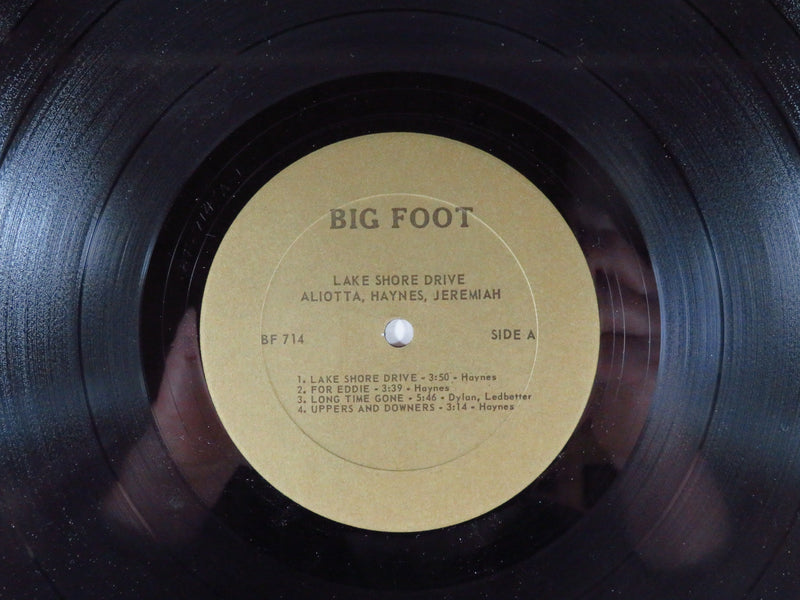 BIG FOOT
LAKE SHORE DRIVE
ALIOTTA, HAYNES, JEREMIAH
BF 714
SIDE A
1. LAKE SHORE DRIVE - 3:50 - Haynes
2. FOR EDDIE - 3:39 - Haynes
3. LONG TIME GONE - 5:46 - Dylan, Ledbetter
4. UPPERS AND DOWNERS - 3:14 - Haynes